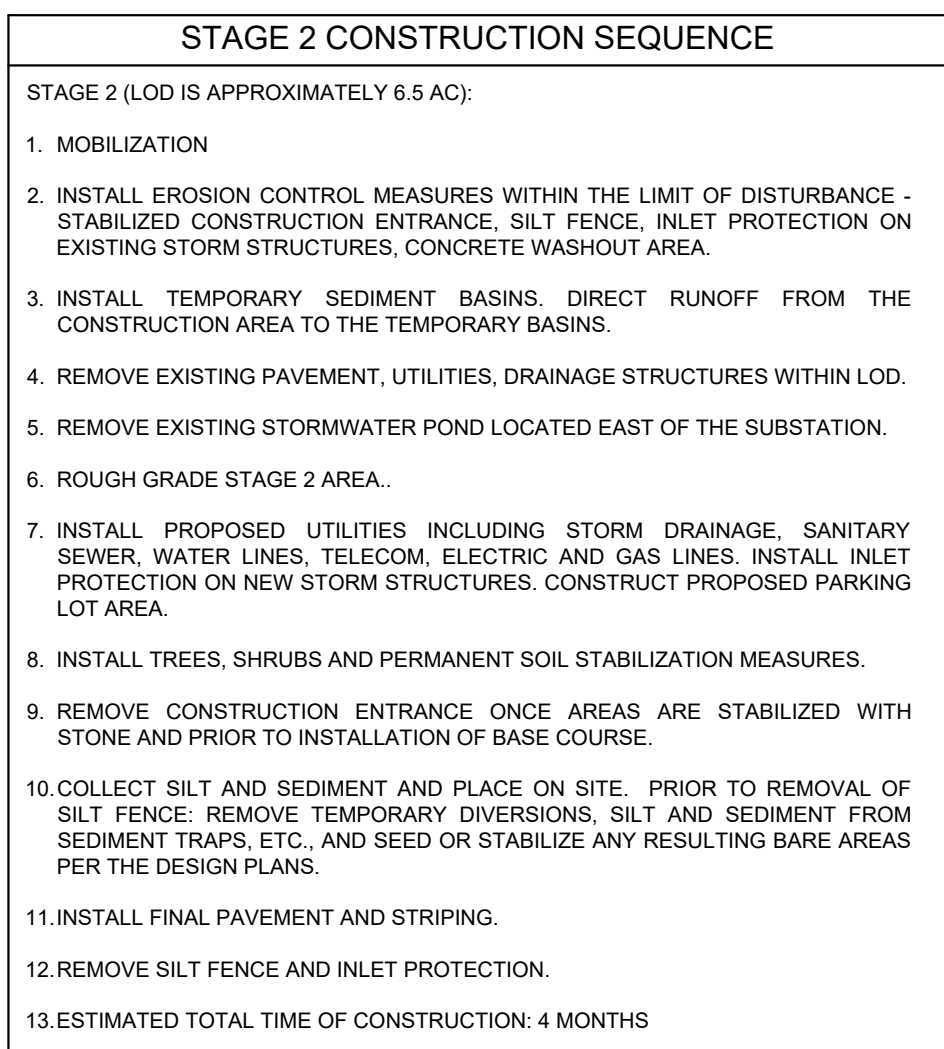 STAGE 2 CONSTRUCTION SEQUENCE
STAGE 2 (LOD IS APPROXIMATELY 6.5 AC):
1. MOBILIZATION
2. INSTALL EROSION CONTROL MEASURES WITHIN THE LIMIT OF DISTURBANCE -
STABILIZED CONSTRUCTION ENTRANCE, SILT FENCE, INLET PROTECTION ON
EXISTING STORM STRUCTURES, CONCRETE WASHOUT AREA.
3. INSTALL TEMPORARY SEDIMENT BASINS. DIRECT RUNOFF FROM THE
CONSTRUCTION AREA TO THE TEMPORARY BASINS.
4. REMOVE EXISTING PAVEMENT, UTILITIES, DRAINAGE STRUCTURES WITHIN LOD.
5. REMOVE EXISTING STORMWATER POND LOCATED EAST OF THE SUBSTATION.
6. ROUGH GRADE STAGE 2 AREA..
7. INSTALL PROPOSED UTILITIES INCLUDING STORM DRAINAGE, SANITARY
SEWER, WATER LINES, TELECOM, ELECTRIC AND GAS LINES. INSTALL INLET
PROTECTION ON NEW STORM STRUCTURES. CONSTRUCT PROPOSED PARKING
LOT AREA.
8. INSTALL TREES, SHRUBS AND PERMANENT SOIL STABILIZATION MEASURES.
9. REMOVE CONSTRUCTION ENTRANCE ONCE AREAS ARE STABILIZED WITH
STONE AND PRIOR TO INSTALLATION OF BASE COURSE.
10.COLLECT SILT AND SEDIMENT AND PLACE ON SITE. PRIOR TO REMOVAL OF
SILT FENCE: REMOVE TEMPORARY DIVERSIONS, SILT AND SEDIMENT FROM
SEDIMENT TRAPS, ETC., AND SEED OR STABILIZE ANY RESULTING BARE AREAS
PER THE DESIGN PLANS.
11.INSTALL FINAL PAVEMENT AND STRIPING.
12.REMOVE SILT FENCE AND INLET PROTECTION.
13.ESTIMATED TOTAL TIME OF CONSTRUCTION: 4 MONTHS